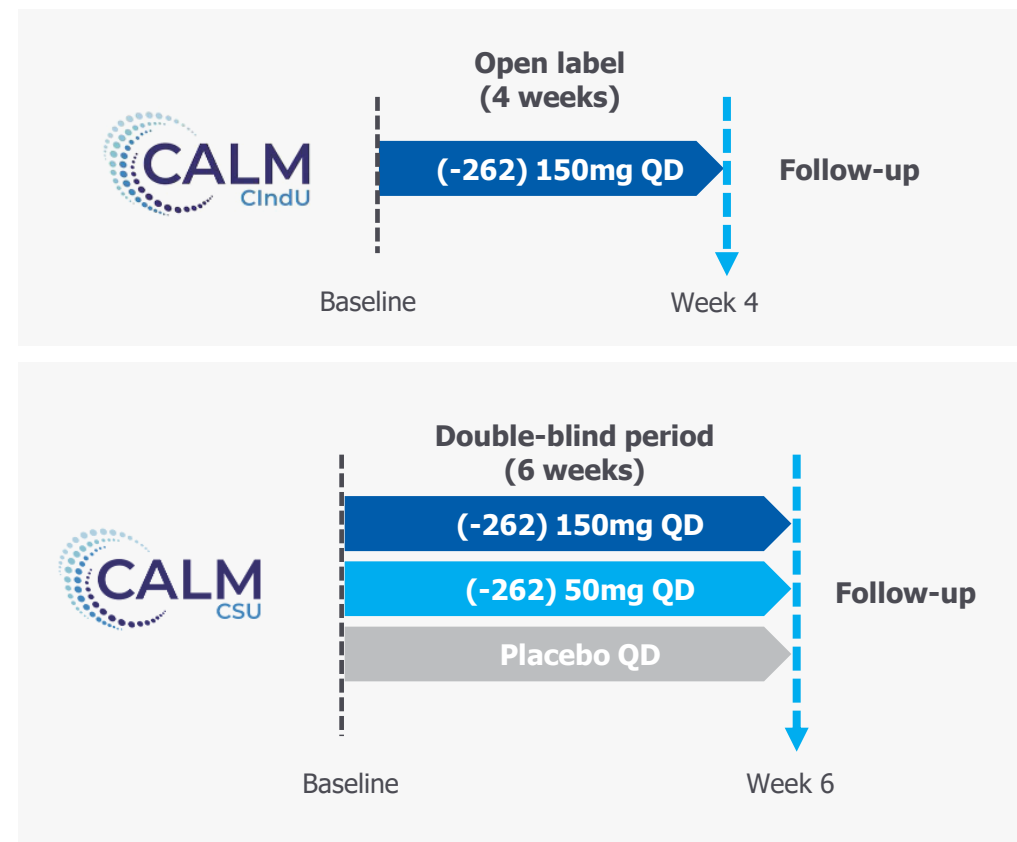 Open label
(4 weeks)
CALM
CIndU
(-262) 150mg QD
Follow-up
Baseline
Week 4
Double-blind period
(6 weeks)
(-262) 150mg QD
CALM
CSU
(-262) 50mg QD
Follow-up
Placebo QD
Baseline
Week 6